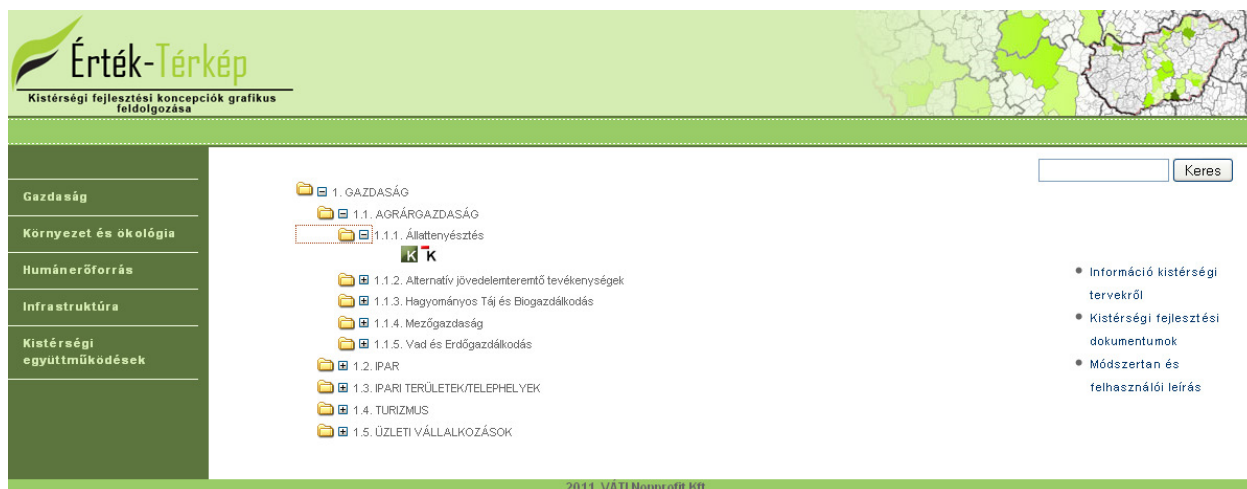 Érték-Térkép
Kistérségi fejlesztési koncepciók grafikus
feldolgozása
Keres
Gazdaság
Környezet és ökológia
Humánerőforrás
Infrastruktúra
Kistérségi
együttműködések
1. GAZDASÁG
1.1. AGRÁRGAZDASÁG
1.1.1. Állattenyésztés
K K
1.1.2. Alternatív jövedelemteremtő tevékenységek
1.1.3. Hagyományos Táj és Biogazdálkodás
1.1.4. Mezőgazdaság
1.1.5. Vad és Erdőgazdálkodás
1.2. IPAR
1.3. IPARI TERÜLETEK/TELEPHELYEK
1.4. TURIZMUS
1.5. ÜZLETI VÁLLALKOZÁSOK
Információ kistérségi
tervekről
Kistérségi fejlesztési
dokumentumok
Módszertan és
felhasználói leírás
2011. VÁTI Nonprofit Kft.